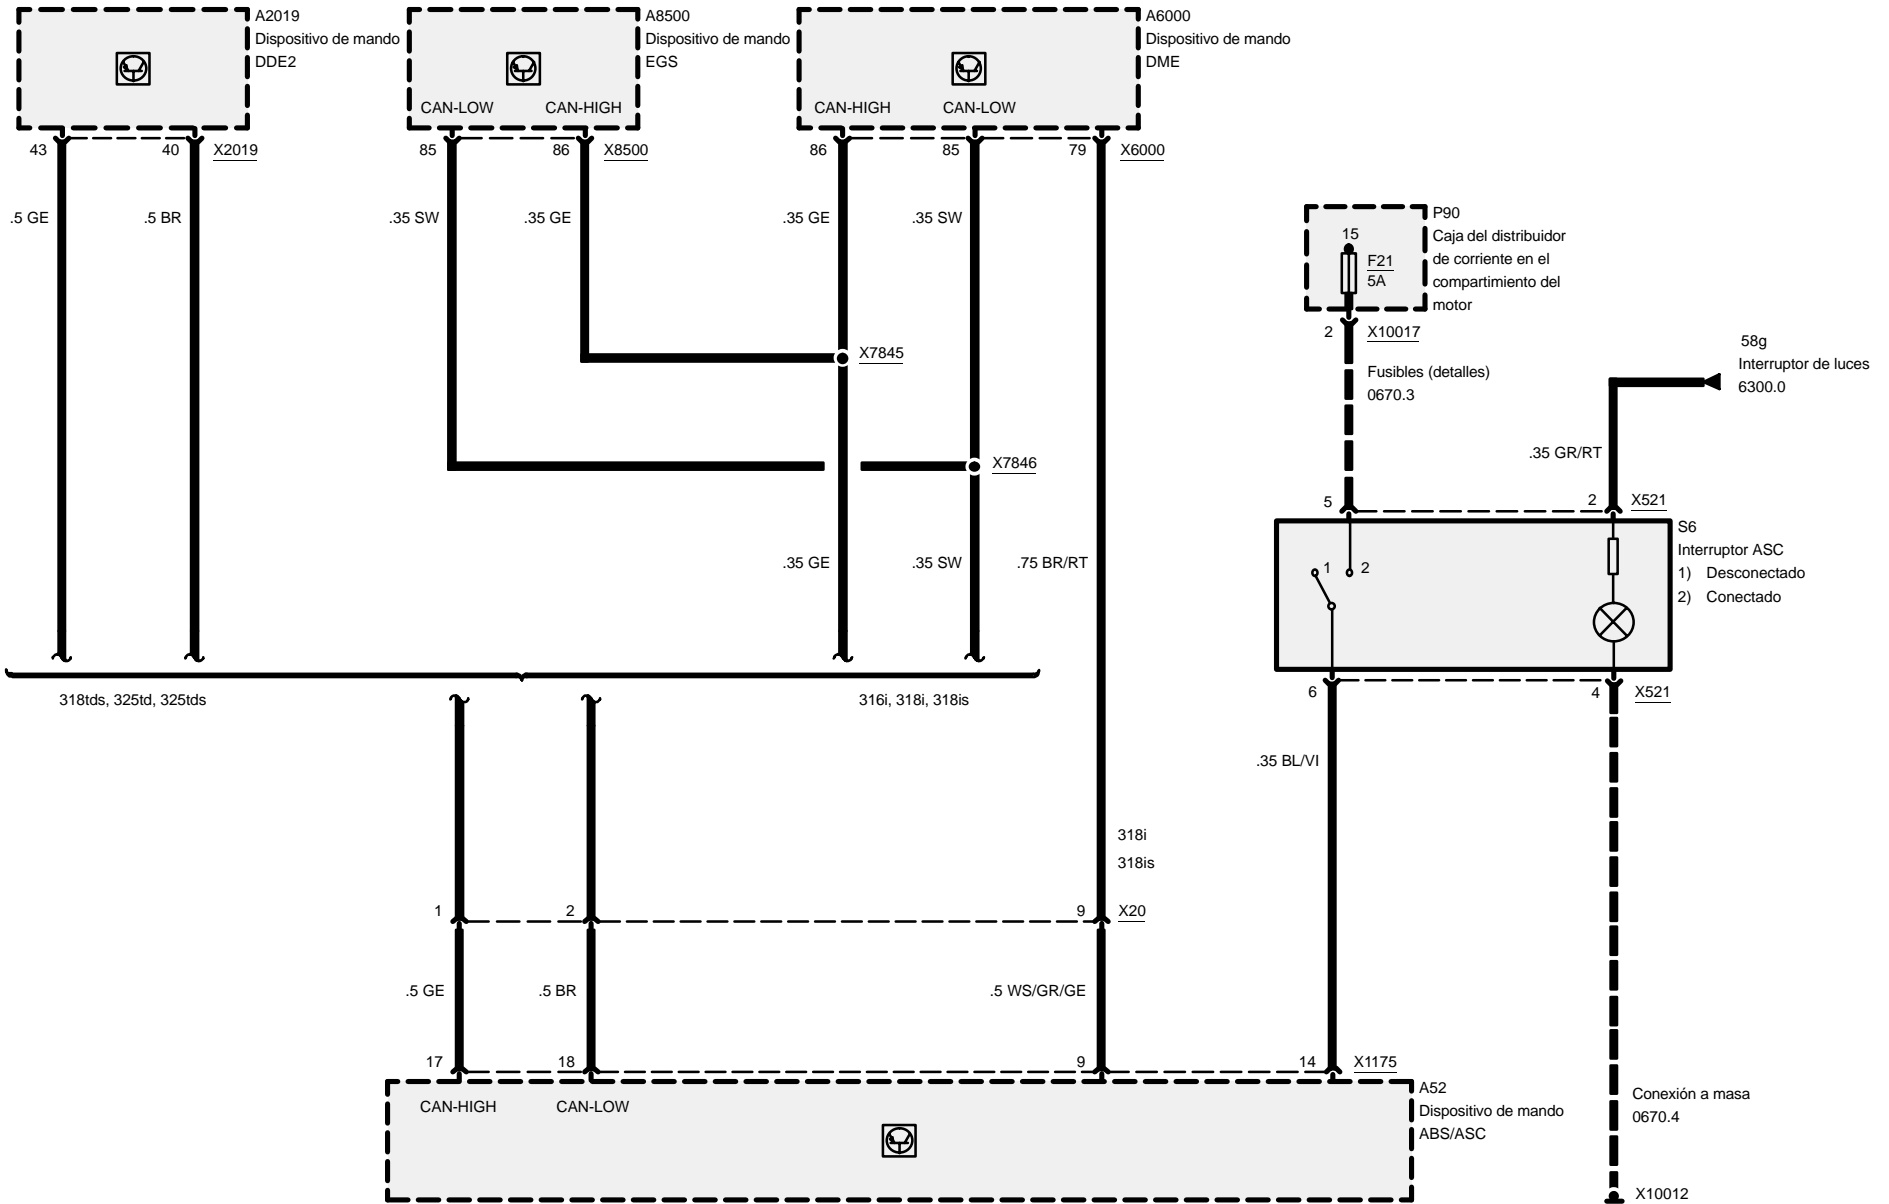 A2019
Dispositivo de mando
DDE2
A8500
Dispositivo de mando
EGS
A6000
Dispositivo de mando
DME
CAN-LOW
CAN-HIGH
CAN-HIGH
CAN-LOW
43
40
X2019
85
86
X8500
86
85
79
X6000
.5 GE
.5 BR
.35 SW
.35 GE
.35 GE
.35 SW
P90
Caja del distribuidor
de corriente en el
compartimiento del
motor
15
F21
5A
2
X10017
Fusibles (detalles)
0670.3
58g
Interruptor de luces
6300.0
X7845
X7846
.35 GR/RT
5
2
X521
S6
Interruptor ASC
1) Desconectado
2) Conectado
1
2
.35 GE
.35 SW
.75 BR/RT
318tds, 325td, 325tds
316i, 318i, 318is
6
4
X521
.35 BL/VI
318i
318is
1
2
9
X20
.5 GE
.5 BR
.5 WS/GR/GE
17
18
9
14
X1175
CAN-HIGH
CAN-LOW
A52
Dispositivo de mando
ABS/ASC
Conexión a masa
0670.4
X10012